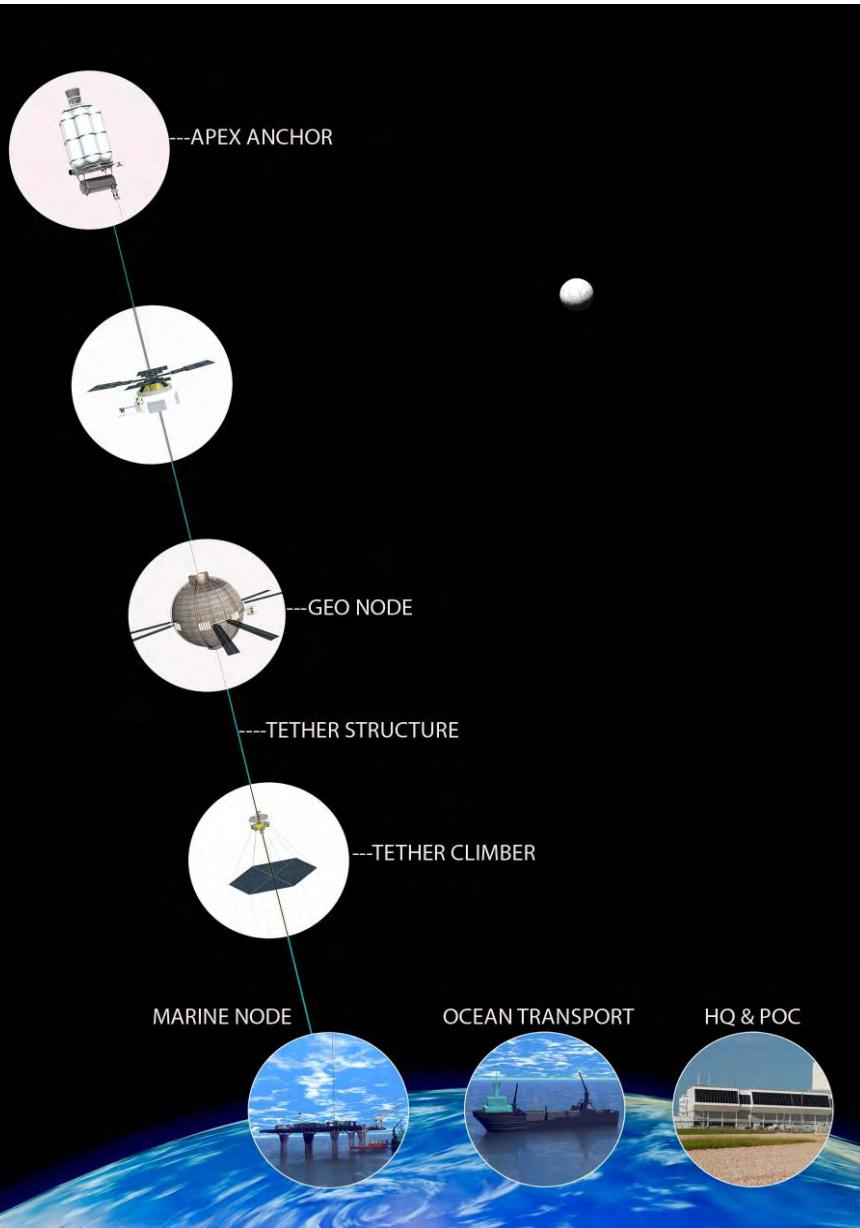 ---APEX ANCHOR
---GEO NODE
----TETHER STRUCTURE
---TETHER CLIMBER
MARINE NODE
OCEAN TRANSPORT
HQ & POC